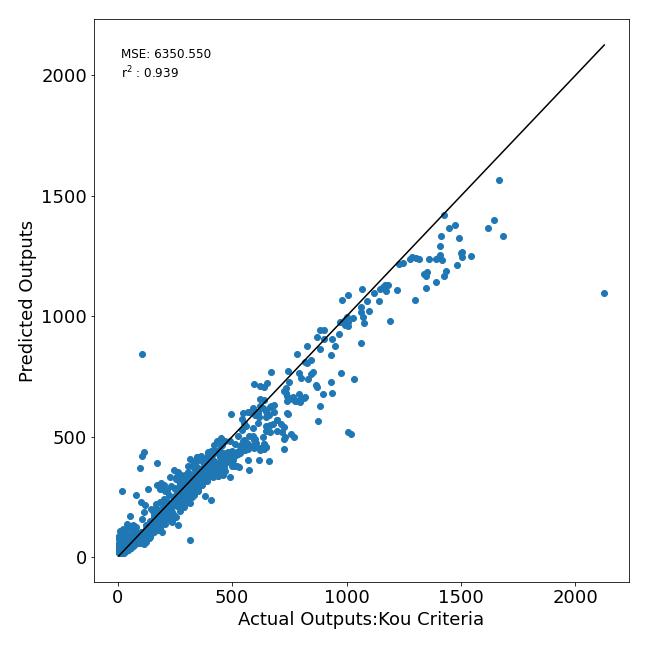 MSE: 6350.550
r² : 0.939
2000
1500
1000
500
0
Predicted Outputs
0 500 1000 1500 2000
Actual Outputs:Kou Criteria